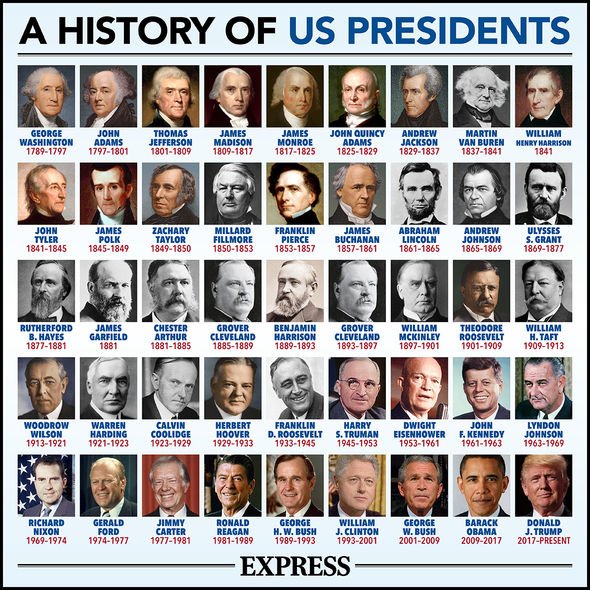 A HISTORY OF US PRESIDENTS
GEORGE WASHINGTON 1789-1797
JOHN ADAMS 1797-1801
THOMAS JEFFERSON 1801-1809
JAMES MADISON 1809-1817
JAMES MONROE 1817-1825
JOHN QUINCY ADAMS 1825-1829
ANDREW JACKSON 1829-1837
MARTIN VAN BUREN 1837-1841
WILLIAM HENRY HARRISON 1841
JOHN TYLER 1841-1845
JAMES POLK 1845-1849
ZACHARY TAYLOR 1849-1850
MILLARD FILLMORE 1850-1853
FRANKLIN PIERCE 1853-1857
JAMES BUCHANAN 1857-1861
ABRAHAM LINCOLN 1861-1865
ANDREW JOHNSON 1865-1869
ULYSSES S. GRANT 1869-1877
RUTHERFORD B. HAYES 1877-1881
JAMES GARFIELD 1881
CHESTER ARTHUR 1881-1885
GROVER CLEVELAND 1885-1889
BENJAMIN HARRISON 1889-1893
GROVER CLEVELAND 1893-1897
WILLIAM MCKINLEY 1897-1901
THEODORE ROOSEVELT 1901-1909
WILLIAM H. TAFT 1909-1913
WOODROW WILSON 1913-1921
WARREN HARDING 1921-1923
CALVIN COOLIDGE 1923-1929
HERBERT HOOVER 1929-1933
FRANKLIN D. ROOSEVELT 1933-1945
HARRY S. TRUMAN 1945-1953
DWIGHT EISENHOWER 1953-1961
JOHN F. KENNEDY 1961-1963
LYNDON JOHNSON 1963-1969
RICHARD NIXON 1969-1974
GERALD FORD 1974-1977
JIMMY CARTER 1977-1981
RONALD REAGAN 1981-1989
GEORGE H. W. BUSH 1989-1993
WILLIAM J. CLINTON 1993-2001
GEORGE W. BUSH 2001-2009
BARACK OBAMA 2009-2017
DONALD J. TRUMP 2017-PRESENT
EXPRESS